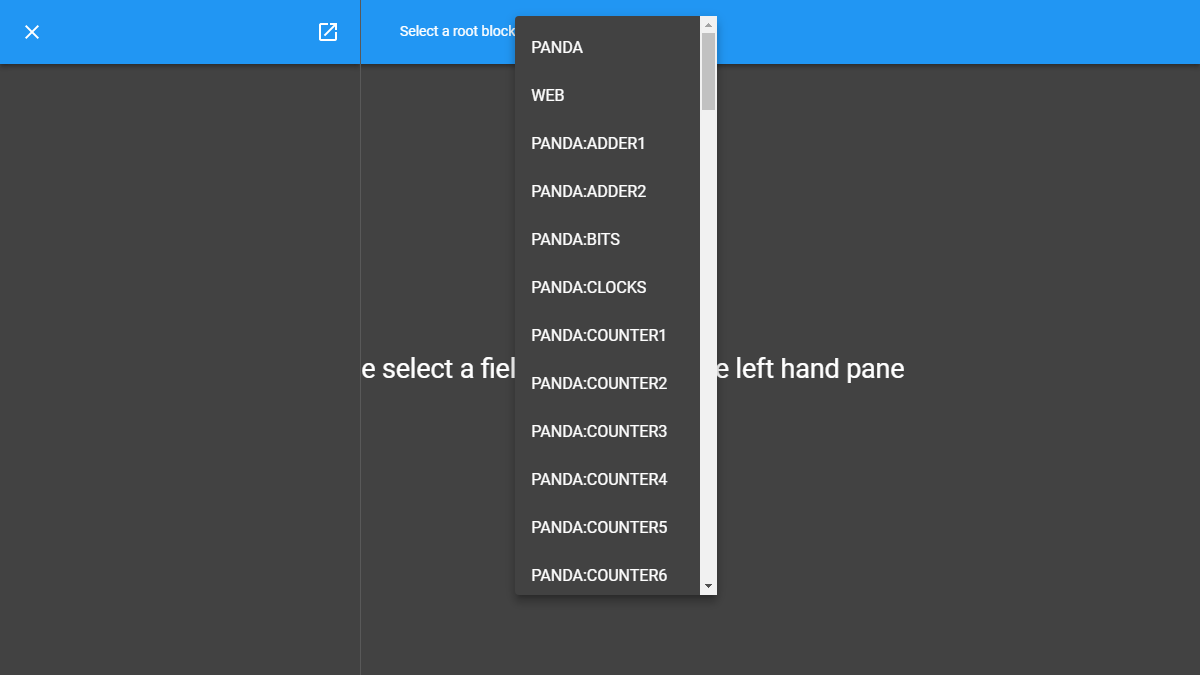 Select a root block
PANDA
WEB
PANDA:ADDER1
PANDA:ADDER2
PANDA:BITS
PANDA:CLOCKS
PANDA:COUNTER1
e select a fiel
e left hand pane
PANDA:COUNTER2
PANDA:COUNTER3
PANDA:COUNTER4
PANDA:COUNTER5
PANDA:COUNTER6